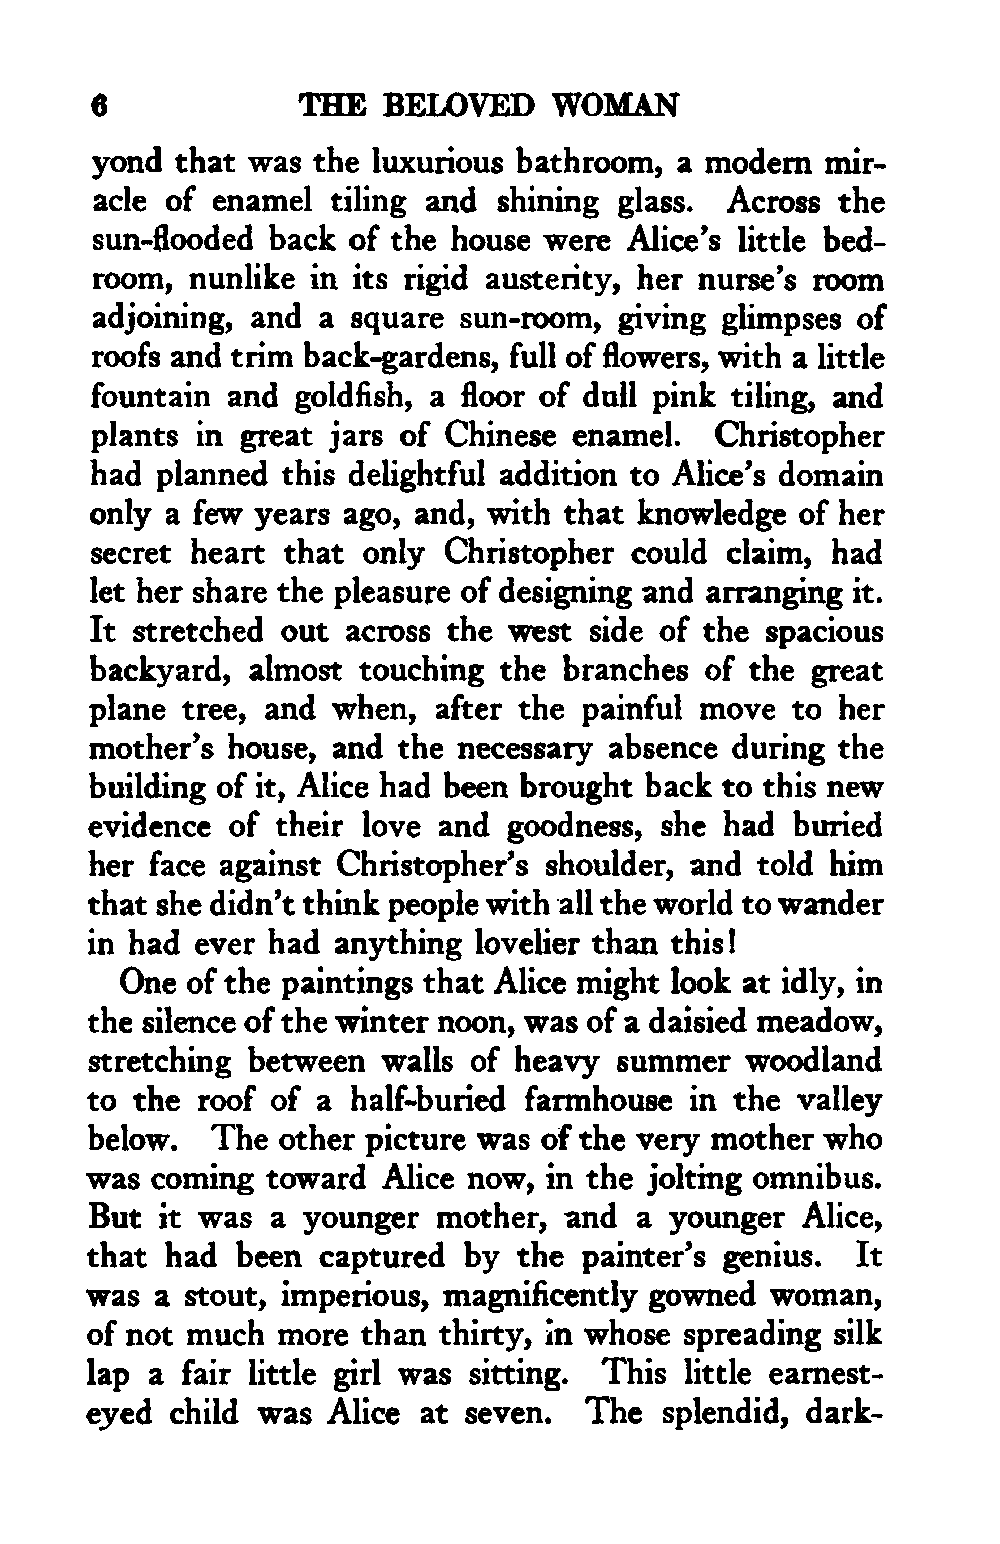 6 THE BELOVED WOMAN
yond that was the luxurious bathroom, a modern mir-
acle of enamel tiling and shining glass. Across the
sun-flooded back of the house were Alice's little bed-
room, nunlike in its rigid austerity, her nurse's room
adjoining, and a square sun-room, giving glimpses of
roofs and trim back-gardens, full of flowers, with a little
fountain and goldfish, a floor of dull pink tiling, and
plants in great jars of Chinese enamel. Christopher
had planned this delightful addition to Alice's domain
only a few years ago, and, with that knowledge of her
secret heart that only Christopher could claim, had
let her share the pleasure of designing and arranging it.
It stretched out across the west side of the spacious
backyard, almost touching the branches of the great
plane tree, and when, after the painful move to her
mother's house, and the necessary absence during the
building of it, Alice had been brought back to this new
evidence of their love and goodness, she had buried
her face against Christopher's shoulder, and told him
that she didn't think people with all the world to wander
in had ever had anything lovelier than this!
One of the paintings that Alice might look at idly, in
the silence of the winter noon, was of a daisied meadow,
stretching between walls of heavy summer woodland
to the roof of a half-buried farmhouse in the valley
below. The other picture was of the very mother who
was coming toward Alice now, in the jolting omnibus.
But it was a younger mother, and a younger Alice,
that had been captured by the painter's genius. It
was a stout, imperious, magnificently gowned woman,
of not much more than thirty, in whose spreading silk
lap a fair little girl was sitting. This little earnest-
eyed child was Alice at seven. The splendid, dark-